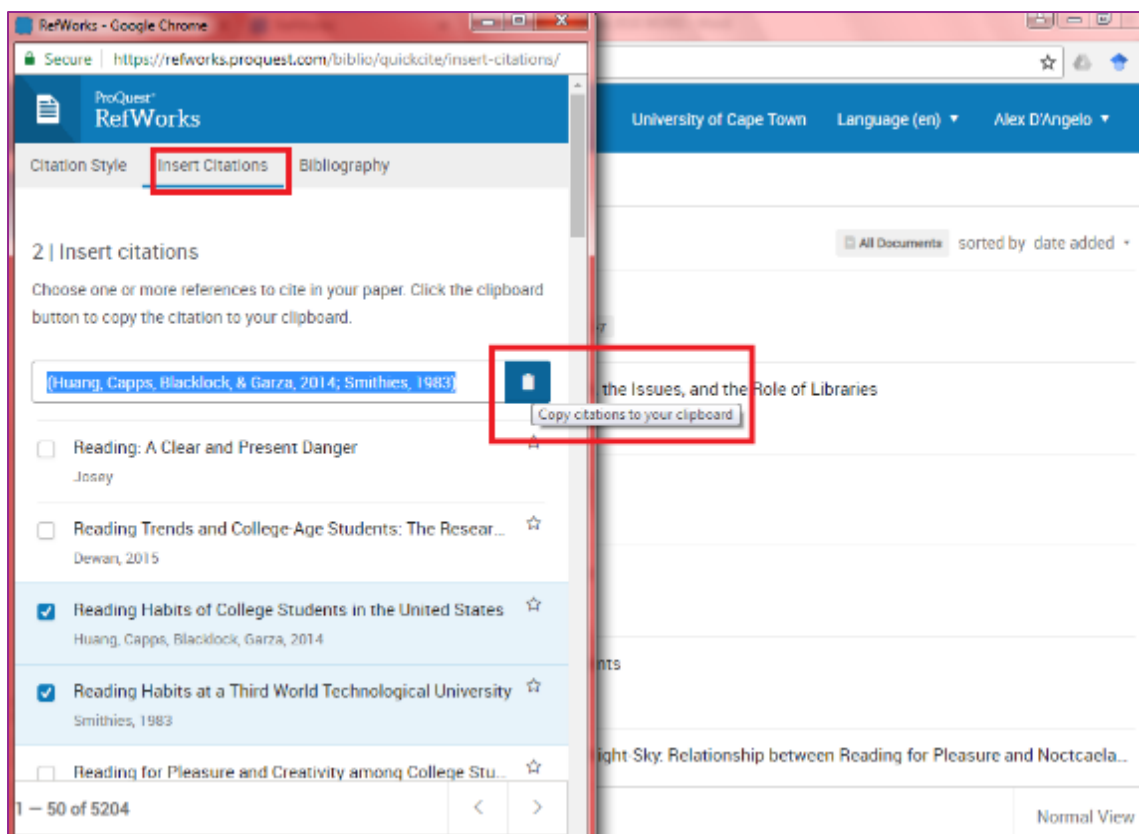 RefWorks - Google Chrome
Secure | https://refworks.proquest.com/biblio/quickcite/insert-citations/
ProQuest
RefWorks
Citation Style Insert Citations Bibliography
2 | Insert citations
Choose one or more references to cite in your paper. Click the clipboard
button to copy the citation to your clipboard.
(Huang, Capps, Blacklock, & Garza, 2014; Smithies, 1983)
Copy citations to your clipboard
Reading: A Clear and Present Danger
Josey
Reading Trends and College-Age Students: The Resear...
Dewan, 2015
Reading Habits of College Students in the United States
Huang, Capps, Blacklock, Garza, 2014
Reading Habits at a Third World Technological University
Smithies, 1983
Reading for Pleasure and Creativity among College Stu...
1 — 50 of 5204
University of Cape Town Language (en) Alex D'Angelo
All Documents sorted by date added
the Issues, and the Role of Libraries
nts
ight-Sky: Relationship between Reading for Pleasure and Noctcaela...
Normal View